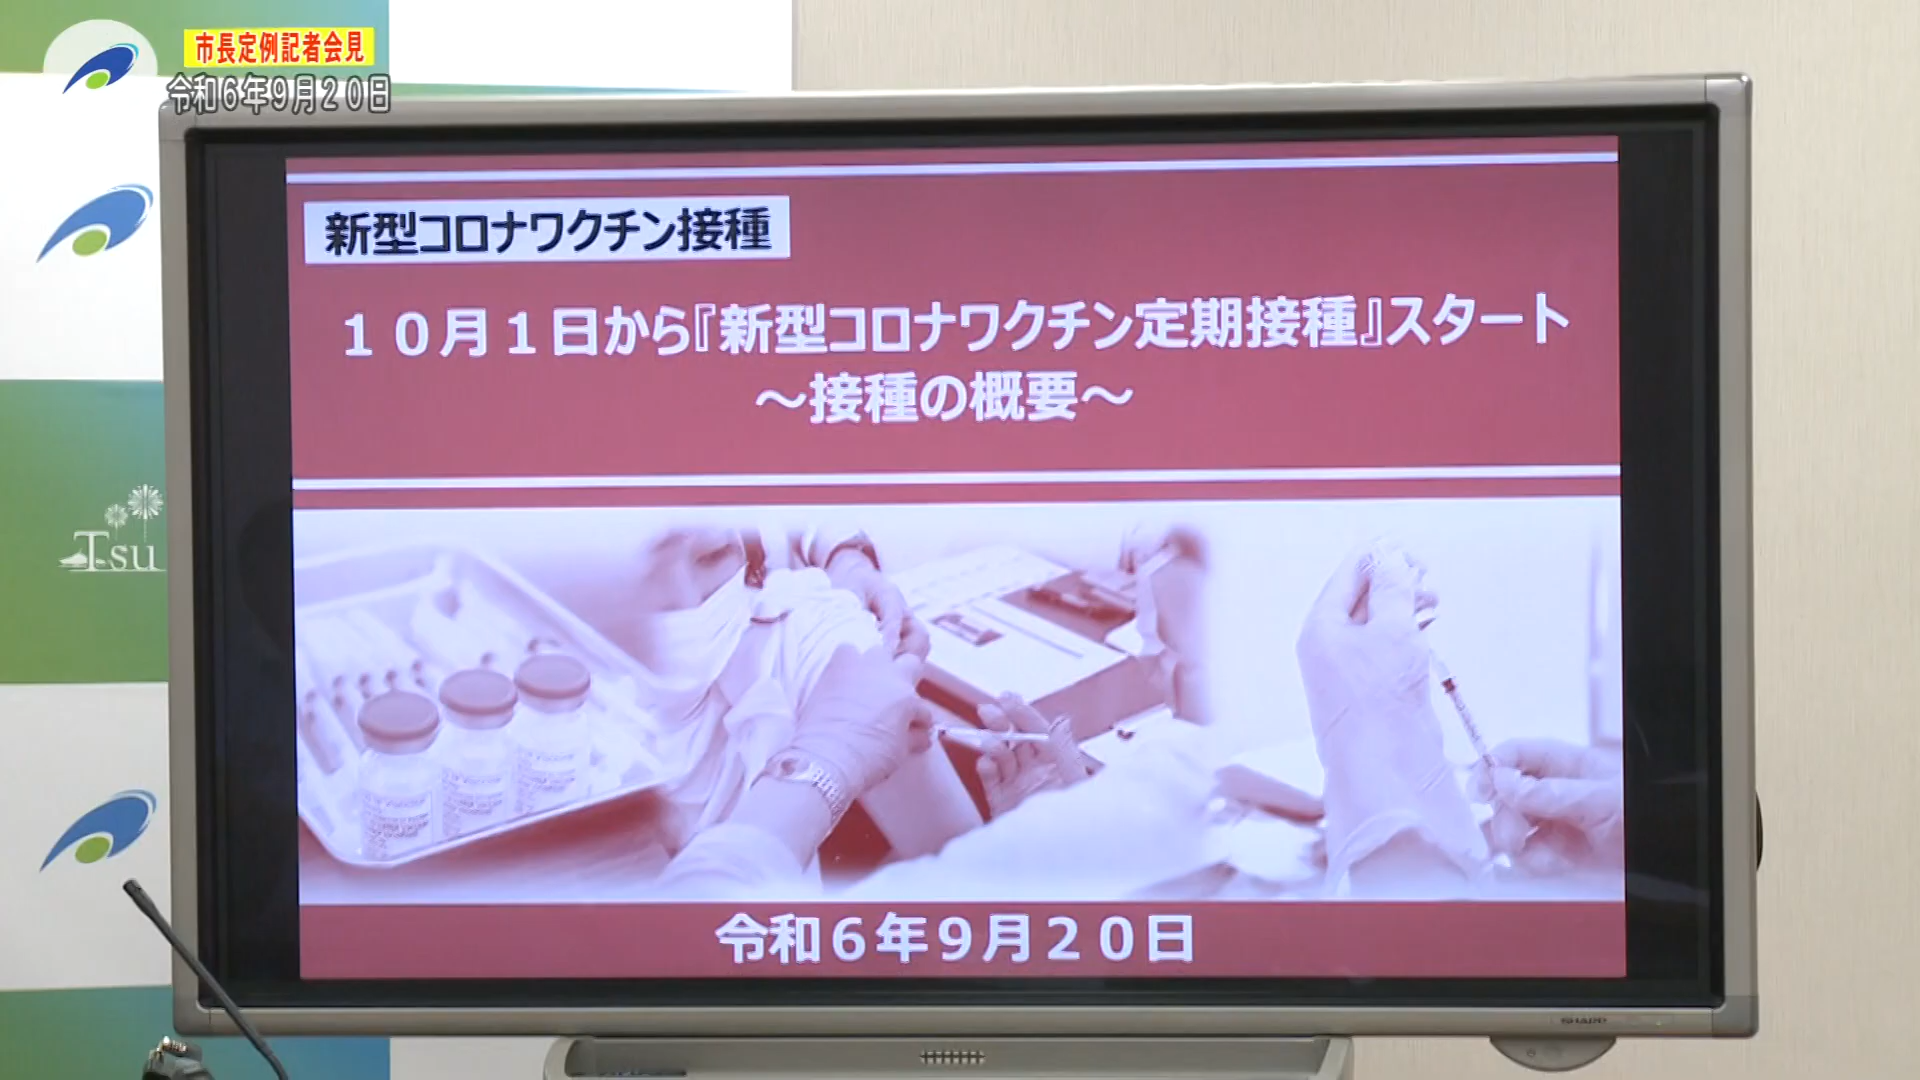 市長定例記者会見
令和6年9月20日
新型コロナワクチン接種
10月1日から『新型コロナワクチン定期接種』スタート
～接種の概要～
Tsu
令和6年9月20日
SHARP